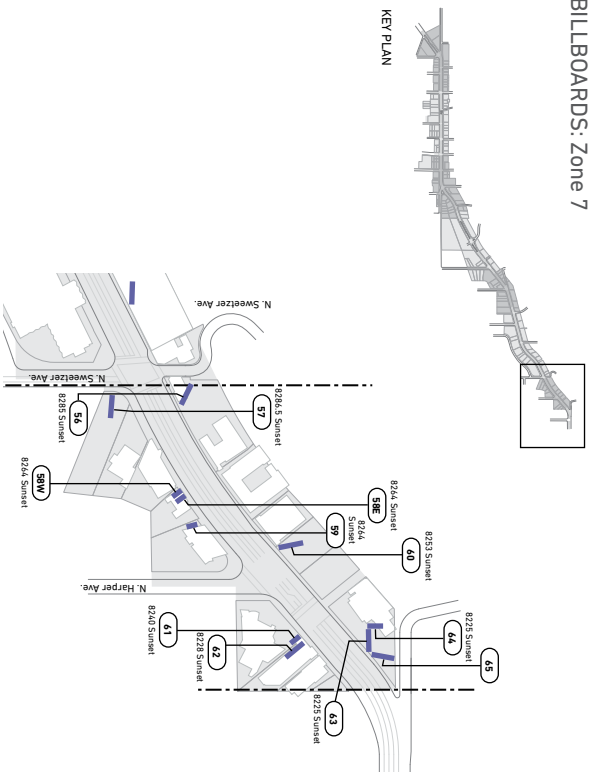 BILLBOARDS: Zone 7
KEY PLAN
N. Sweetzer Ave.
N. Sweetzer Ave.
56
8285 Sunset
57
8286.5 Sunset
58W
8264 Sunset
58E
8264 Sunset
59
8264
Sunset
60
8253 Sunset
N. Harper Ave.
61
8240 Sunset
62
8228 Sunset
63
8225 Sunset
64
8225 Sunset
65